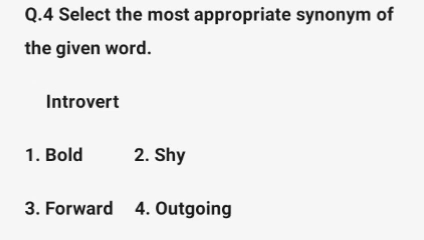 Q.4 Select the most appropriate synonym of
the given word.
Introvert
1. Bold 2. Shy
3. Forward 4. Outgoing